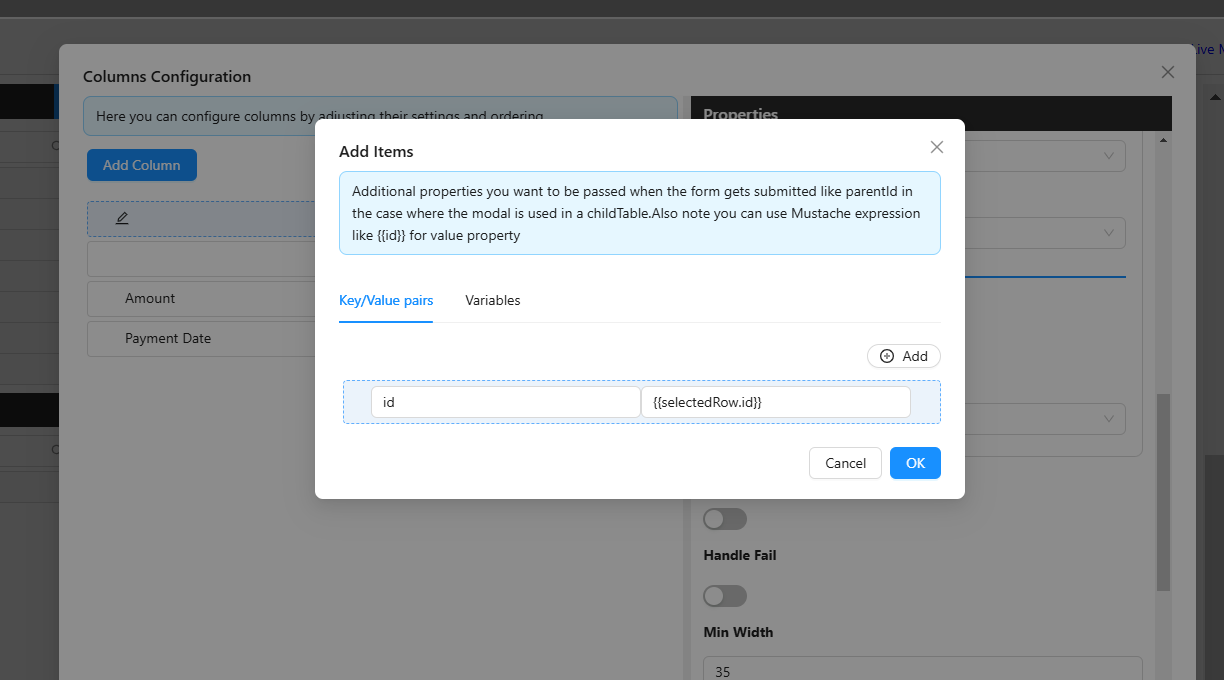 Live M
Columns Configuration
Here you can configure columns by adjusting their settings and ordering
Properties
Add Column
Amount
Payment Date
Add Items
Additional properties you want to be passed when the form gets submitted like parentId in
the case where the modal is used in a childTable.Also note you can use Mustache expression
like {{id}} for value property
Key/Value pairs
Variables
Add
id
{{selectedRow.id}}
Cancel
OK
Handle Fail
Min Width
35